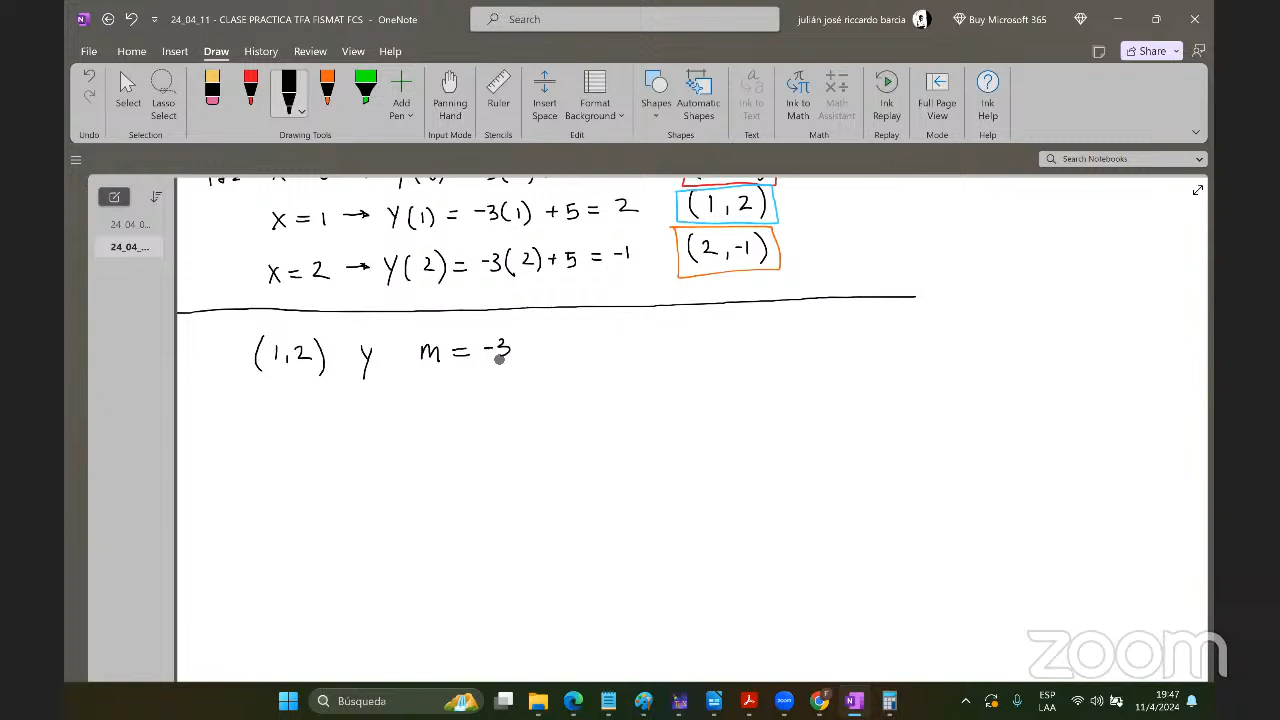 24_04_11 - CLASE PRACTICA TFA FISMAT FCS - OneNote
Search
julián josé riccardo barcia
Buy Microsoft 365
File Home Insert Draw History Review View Help
Share
Undo
Select
Lasso Select
Add Pen
Panning Hand
Ruler
Insert Space
Format Background
Shapes
Automatic Shapes
Ink to Text
Ink to Math
Math Assistant
Ink Replay
Full Page View
Ink Help
Undo Selection Drawing Tools Input Mode Stencils Edit Shapes Math Replay Mode Help
Search Notebooks
24_04_0...
24_04_...
x = 1 → y(1) = -3(1) + 5 = 2 (1, 2)
x = 2 → y(2) = -3(2) + 5 = -1 (2, -1)
(1, 2) y m = -3
zoom
Búsqueda
ESP LAA
19:47
11/4/2024